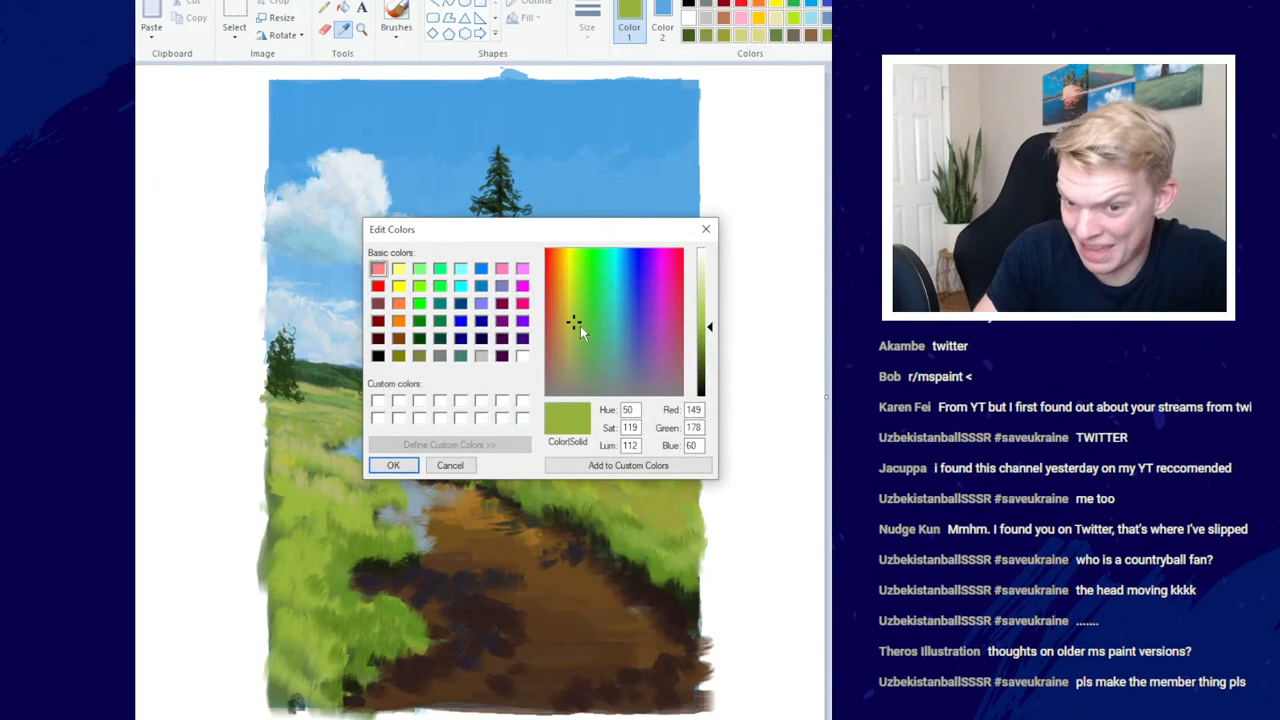 Cut
Crop
Outline
Paste
Copy
Select
Resize
Rotate
Brushes
Fill
Size
Color
1
Color
2
Clipboard
Image
Tools
Shapes
Colors
Edit Colors
Basic colors:
Custom colors:
Define Custom Colors >>
OK
Cancel
Color|Solid
Hue: 50
Red: 149
Sat: 119
Green: 178
Lum: 112
Blue: 60
Add to Custom Colors
Akambe twitter
Bob r/mspaint <
Karen Fei From YT but I first found out about your streams from twi
UzbekistanballSSSR #saveukraine TWITTER
Jacuppa i found this channel yesterday on my YT reccomended
UzbekistanballSSSR #saveukraine me too
Nudge Kun Mmhm. I found you on Twitter, that's where I've slipped
UzbekistanballSSSR #saveukraine who is a countryball fan?
UzbekistanballSSSR #saveukraine the head moving kkkk
UzbekistanballSSSR #saveukraine .......
Theros Illustration thoughts on older ms paint versions?
UzbekistanballSSSR #saveukraine pls make the member thing pls